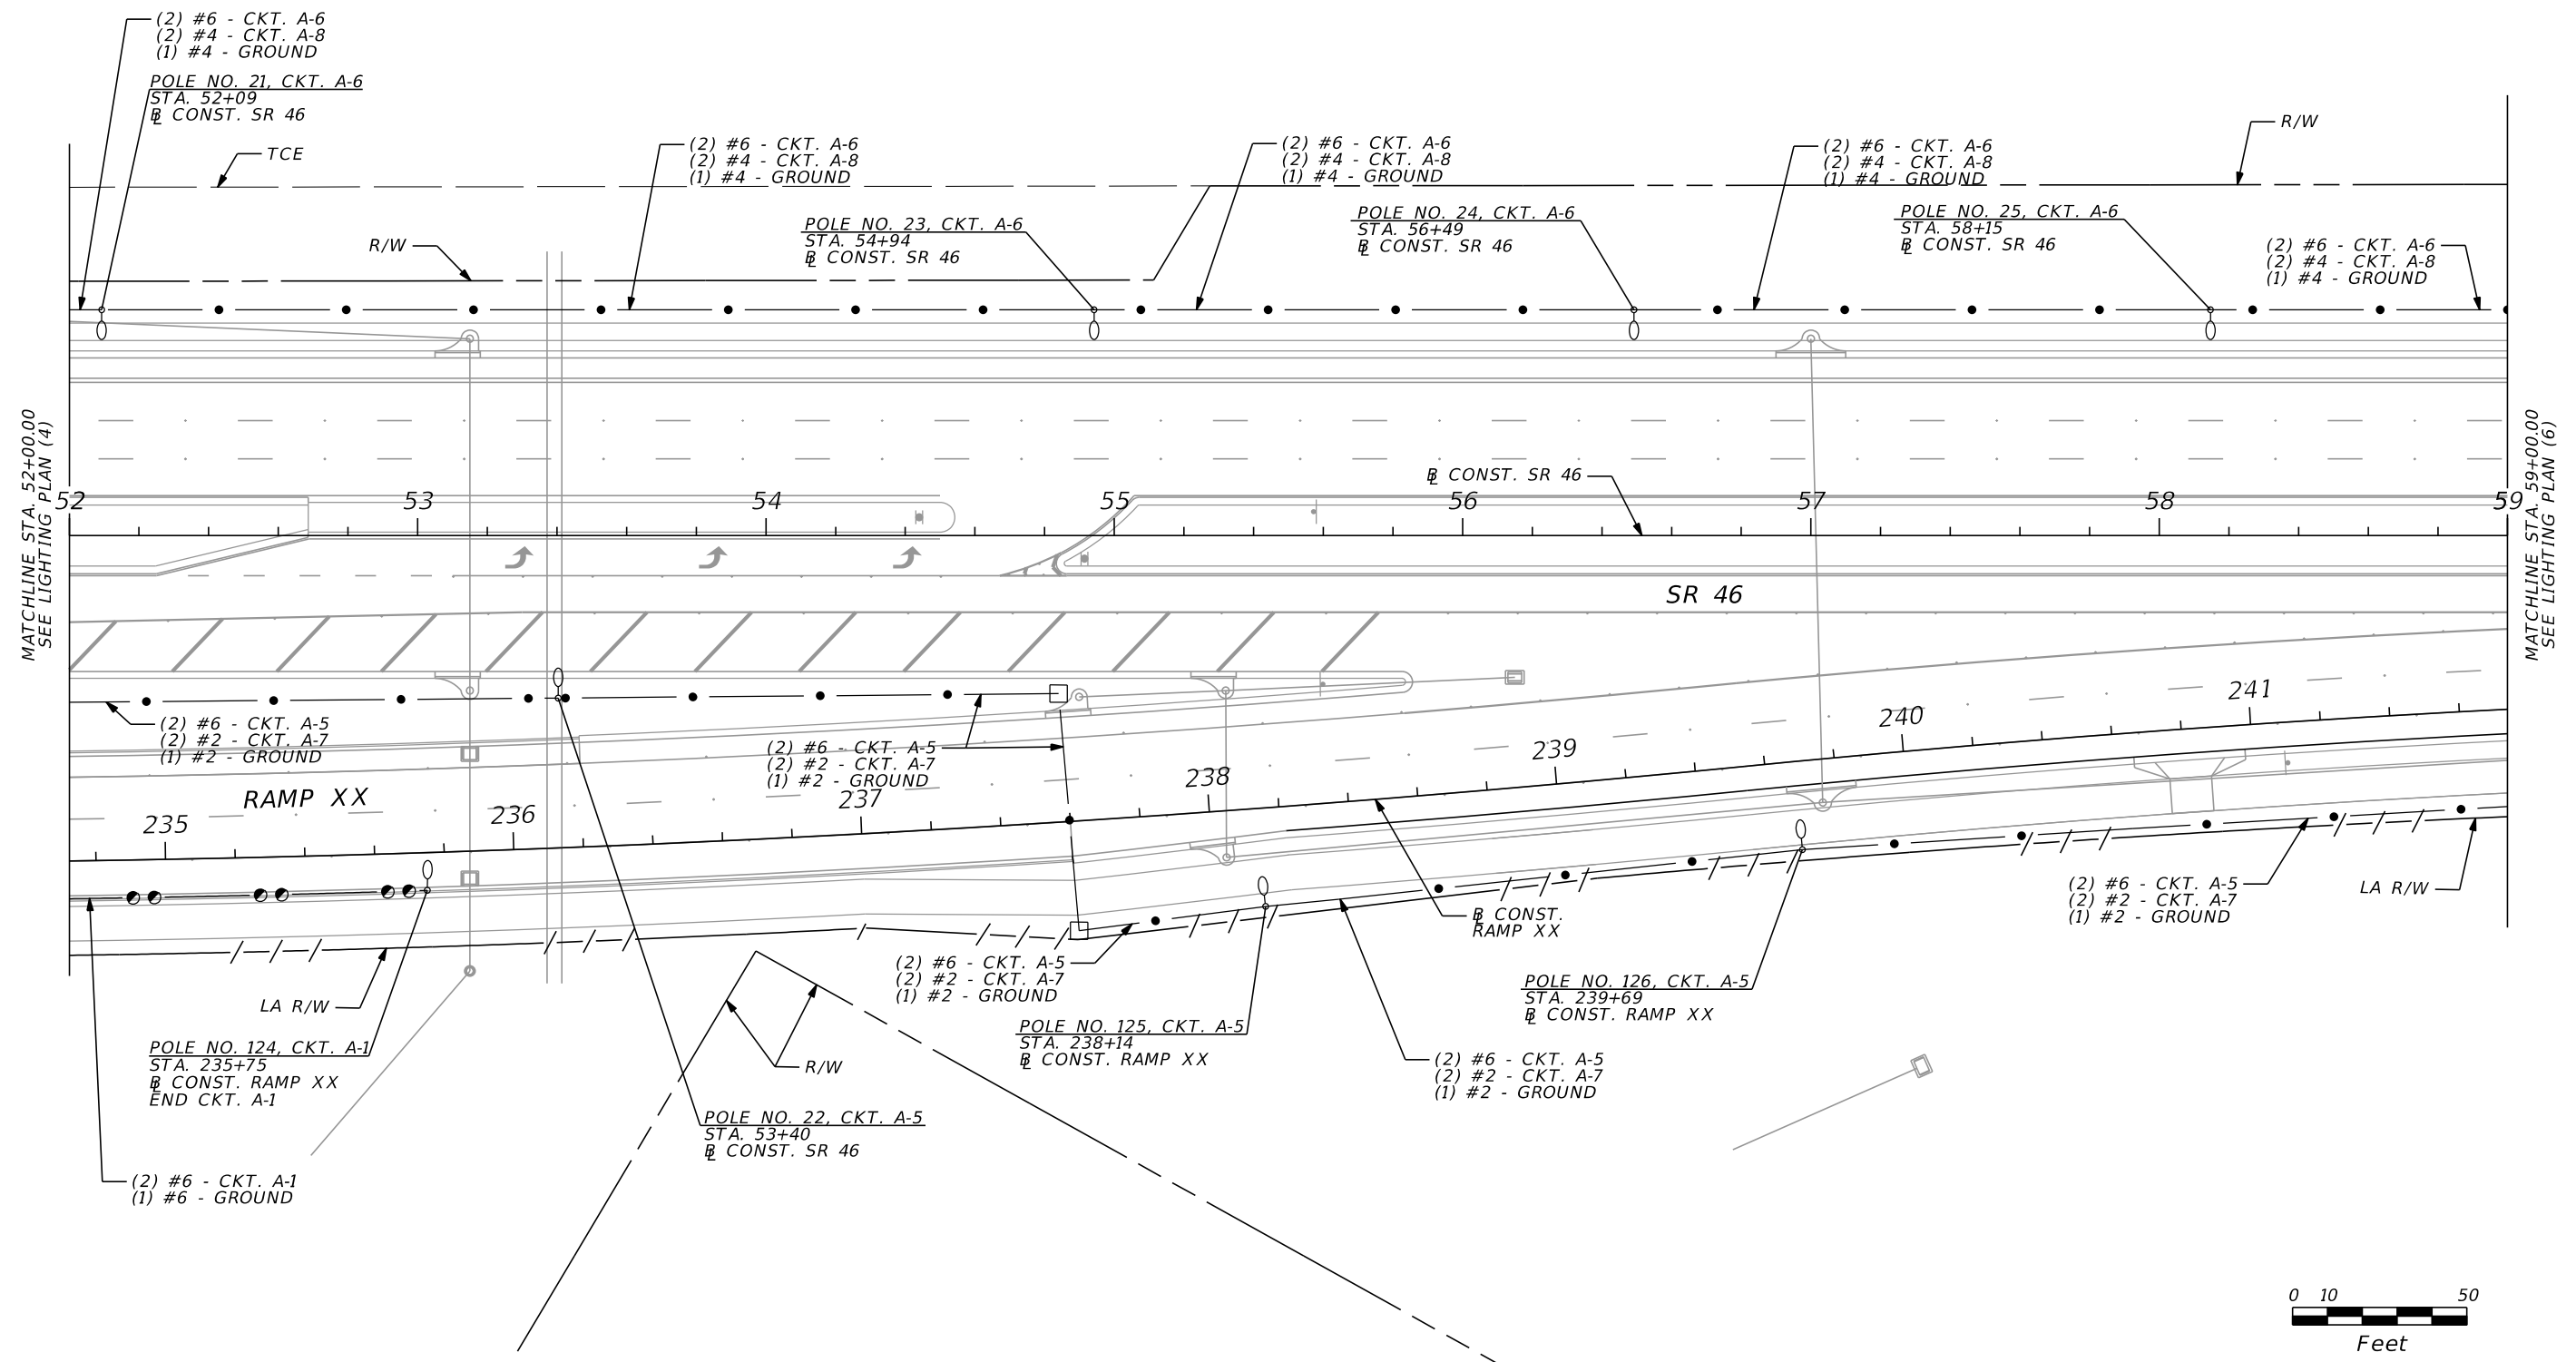 (2) #6 - CKT. A-6
(2) #4 - CKT. A-8
(1) #4 - GROUND
POLE NO. 21, CKT. A-6
STA. 52+09
BL CONST. SR 46
TCE
R/W
(2) #6 - CKT. A-6
(2) #4 - CKT. A-8
(1) #4 - GROUND
POLE NO. 23, CKT. A-6
STA. 54+94
BL CONST. SR 46
(2) #6 - CKT. A-6
(2) #4 - CKT. A-8
(1) #4 - GROUND
POLE NO. 24, CKT. A-6
STA. 56+49
BL CONST. SR 46
(2) #6 - CKT. A-6
(2) #4 - CKT. A-8
(1) #4 - GROUND
POLE NO. 25, CKT. A-6
STA. 58+15
BL CONST. SR 46
R/W
(2) #6 - CKT. A-6
(2) #4 - CKT. A-8
(1) #4 - GROUND
MATCHLINE STA. 52+00.00
SEE LIGHTING PLAN (4)
BL CONST. SR 46
52 53 54 55 56 57 58 59
MATCHLINE STA. 59+00.00
SEE LIGHTING PLAN (6)
SR 46
(2) #6 - CKT. A-5
(2) #2 - CKT. A-7
(1) #2 - GROUND
(2) #6 - CKT. A-5
(2) #2 - CKT. A-7
(1) #2 - GROUND
RAMP XX
235 236 237 238 239 240 241
BL CONST.
RAMP XX
(2) #6 - CKT. A-5
(2) #2 - CKT. A-7
(1) #2 - GROUND
LA R/W
LA R/W
(2) #6 - CKT. A-5
(2) #2 - CKT. A-7
(1) #2 - GROUND
POLE NO. 126, CKT. A-5
STA. 239+69
BL CONST. RAMP XX
POLE NO. 124, CKT. A-1
STA. 235+75
BL CONST. RAMP XX
END CKT. A-1
R/W
POLE NO. 125, CKT. A-5
STA. 238+14
BL CONST. RAMP XX
(2) #6 - CKT. A-5
(2) #2 - CKT. A-7
(1) #2 - GROUND
POLE NO. 22, CKT. A-5
STA. 53+40
BL CONST. SR 46
(2) #6 - CKT. A-1
(1) #6 - GROUND
0 10 50
Feet